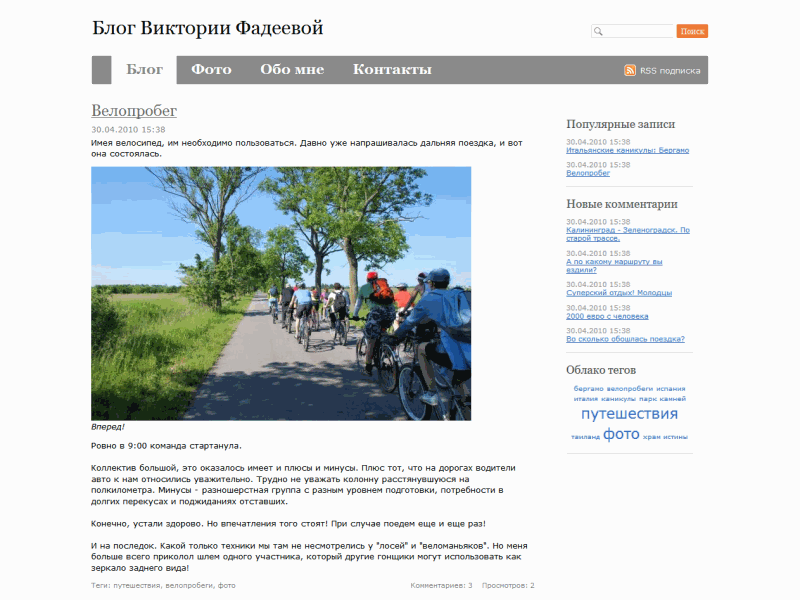 Блог Виктории Фадеевой
Поиск
Блог Фото Обо мне Контакты
RSS подписка
Велопробег
30.04.2010 15:38
Имея велосипед, им необходимо пользоваться. Давно уже напрашивалась дальняя поездка, и вот
она состоялась.
Вперед!
Ровно в 9:00 команда стартанула.
Коллектив большой, это оказалось имеет и плюсы и минусы. Плюс тот, что на дорогах водители
авто к нам относились уважительно. Трудно не уважать колонну расстянувшуюся на
полкилометра. Минусы - разношерстная группа с разным уровнем подготовки, потребности в
долгих перекусах и поджиданиях отставших.
Конечно, устали здорово. Но впечатления того стоят! При случае поедем еще и еще раз!
И на последок. Какой только техники мы там не несмотрелись у "лосей" и "веломаньяков". Но меня
больше всего приколол шлем одного участника, который другие гонщики могут использовать как
зеркало заднего вида!
Теги: путешествия, велопробеги, фото
Комментариев: 3 Просмотров: 2
Популярные записи
30.04.2010 15:38
Итальянские каникулы: Бергамо
30.04.2010 15:38
Велопробег
Новые комментарии
30.04.2010 15:38
Калининград - Зеленоградск. По
старой трассе.
30.04.2010 15:38
А по какому маршруту вы
ездили?
30.04.2010 15:38
Суперский отдых! Молодцы
30.04.2010 15:38
2000 евро с человека
30.04.2010 15:38
Во сколько обошлась поездка?
Облако тегов
бергамо велопробеги испания
италия каникулы парк камней
путешествия
таиланд фото храм истины